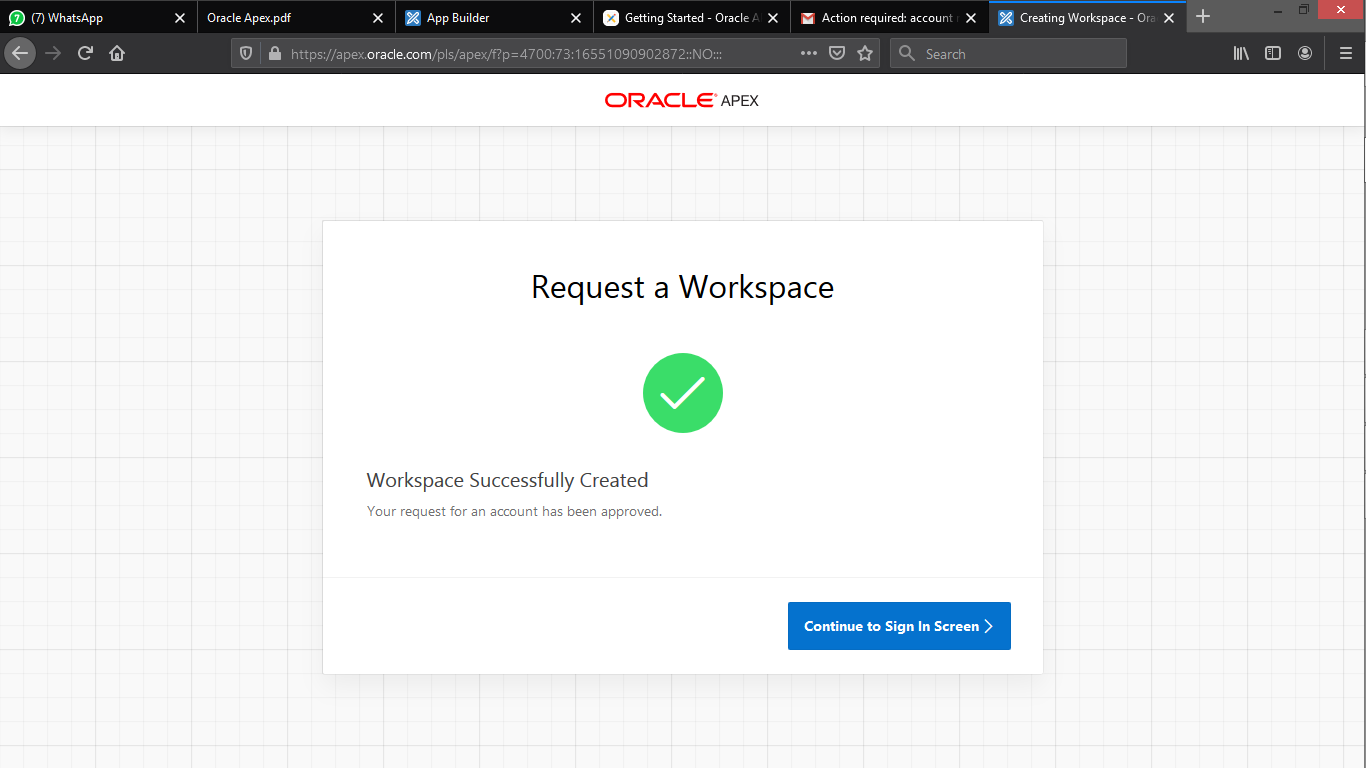 (7) WhatsApp
Oracle Apex.pdf
App Builder
Getting Started - Oracle A
Action required: account
Creating Workspace - Ora
https://apex.oracle.com/pls/apex/f?p=4700:73:16551090902872::NO:::
Search
ORACLE APEX
Request a Workspace
Workspace Successfully Created
Your request for an account has been approved.
Continue to Sign In Screen